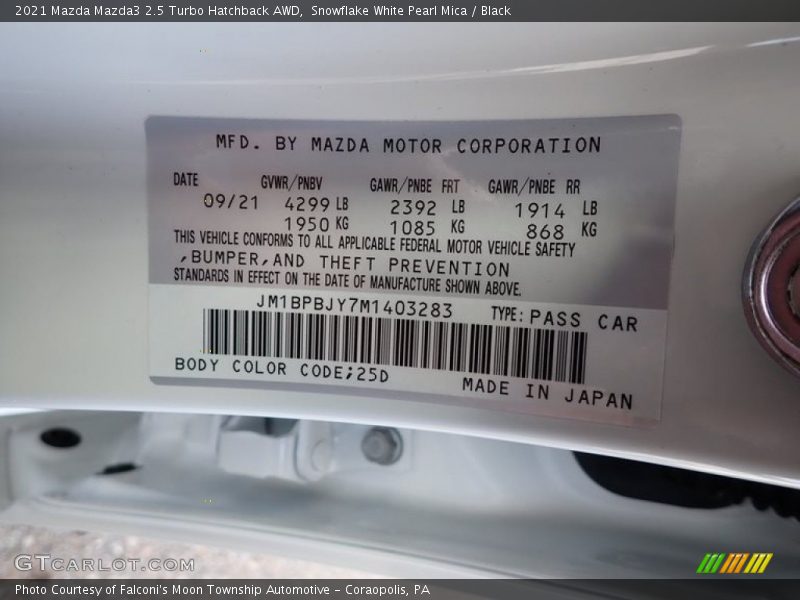 2021 Mazda Mazda3 2.5 Turbo Hatchback AWD,  Snowflake White Pearl Mica / Black
MFD. BY MAZDA MOTOR CORPORATION
DATE GVWR/PNBV GAWR/PNBE FRT GAWR/PNBE RR
09/21 4299 LB 2392 LB 1914 LB
1950 KG 1085 KG 868 KG
THIS VEHICLE CONFORMS TO ALL APPLICABLE FEDERAL MOTOR VEHICLE SAFETY
,BUMPER,AND THEFT PREVENTION
STANDARDS IN EFFECT ON THE DATE OF MANUFACTURE SHOWN ABOVE.
JM1BPBJY7M1403283 TYPE: PASS CAR
BODY COLOR CODE;25D
MADE IN JAPAN
GTCARLOT.COM
Photo Courtesy of Falconi's Moon Township Automotive - Coraopolis, PA